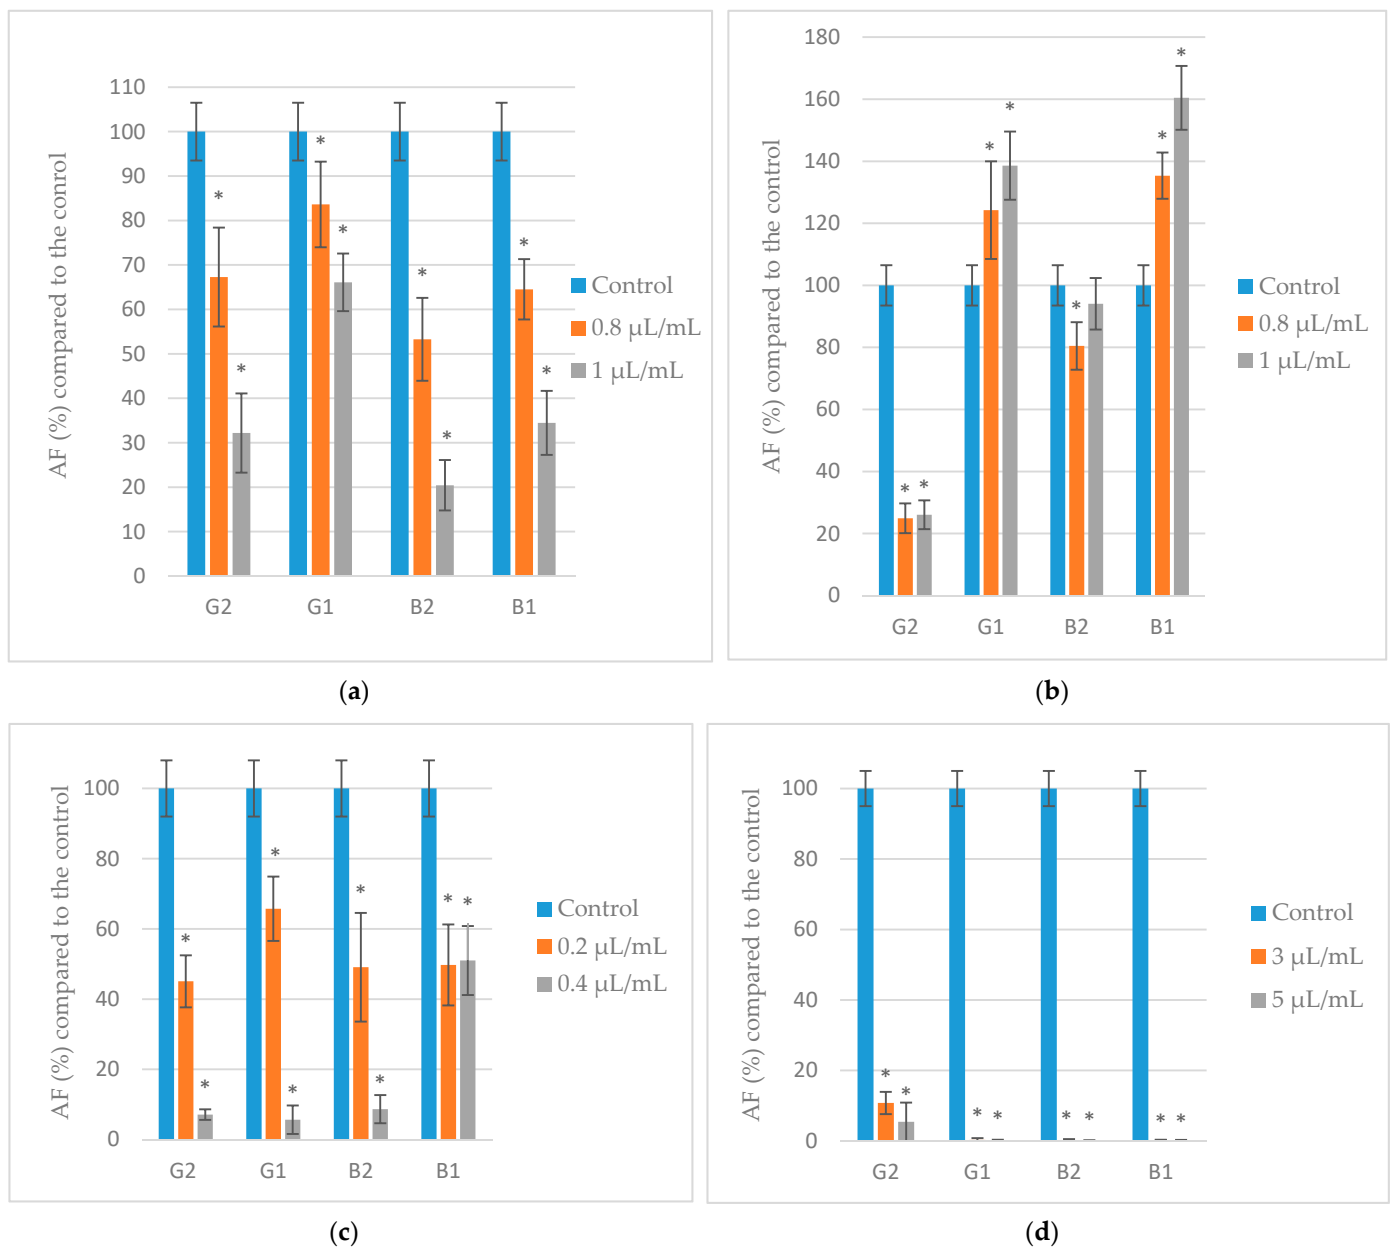 AF (%) compared to the conrol
110
100
90
80
70
60
50
40
30
20
10
0
* * * * * * * *
G2 G1 B2 B1
Control
0.8 µL/mL
1 µL/mL
(a)
AF (%) compared to the control
180
160
140
120
100
80
60
40
20
0
* * * * * * *
G2 G1 B2 B1
Control
0.8 µL/mL
1 µL/mL
(b)
AF (%) compared to the control
100
80
60
40
20
0
* * * * * * * *
G2 G1 B2 B1
Control
0.2 µL/mL
0.4 µL/mL
(c)
AF (%) compared to the control
100
80
60
40
20
0
* * * * * * * *
G2 G1 B2 B1
Control
3 µL/mL
5 µL/mL
(d)